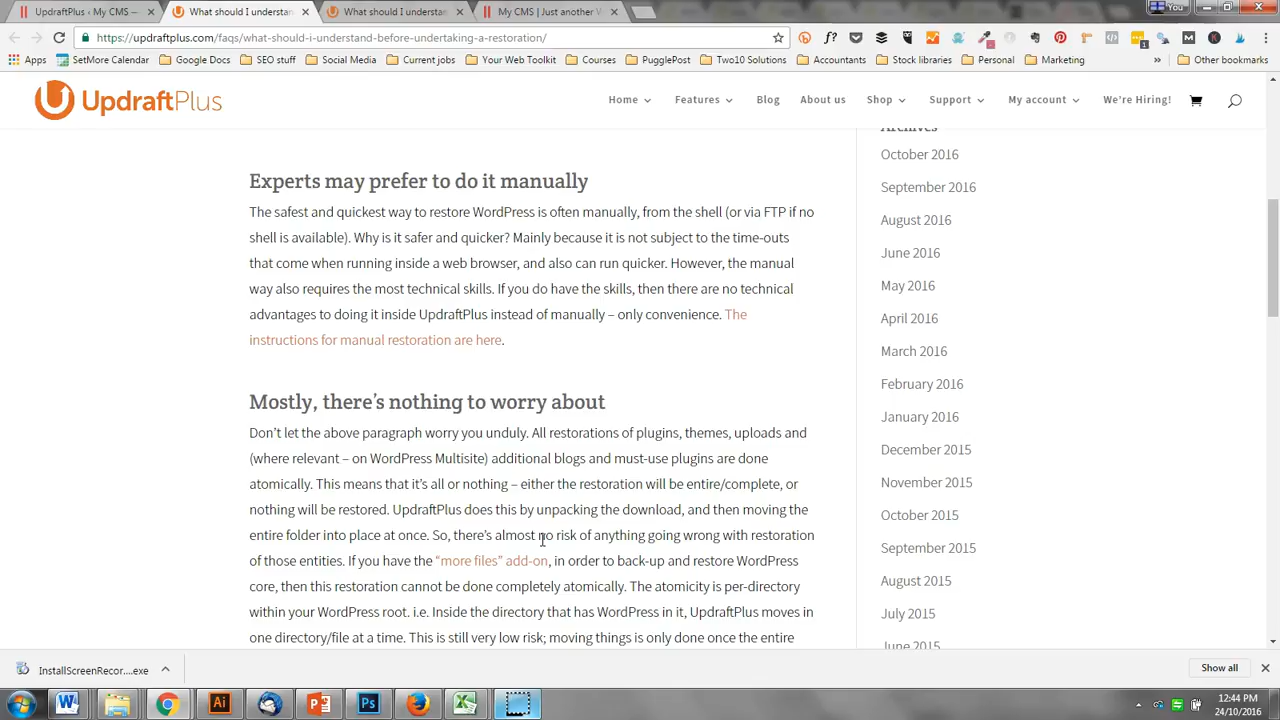 UpdraftPlus ‹ My CMS —
What should I understan
What should I understan
My CMS | Just another W
You
https://updraftplus.com/faqs/what-should-i-understand-before-undertaking-a-restoration/
Apps
SetMore Calendar
Google Docs
SEO stuff
Social Media
Current jobs
Your Web Toolkit
Courses
PugglePost
Two10 Solutions
Accountants
Stock libraries
Personal
Marketing
»
Other bookmarks
UpdraftPlus
Home
Features
Blog
About us
Shop
Support
My account
We're Hiring!
Archives
October 2016
September 2016
August 2016
June 2016
May 2016
April 2016
March 2016
February 2016
January 2016
December 2015
November 2015
October 2015
September 2015
August 2015
July 2015
June 2015
Experts may prefer to do it manually
The safest and quickest way to restore WordPress is often manually, from the shell (or via FTP if no
shell is available). Why is it safer and quicker? Mainly because it is not subject to the time-outs
that come when running inside a web browser, and also can run quicker. However, the manual
way also requires the most technical skills. If you do have the skills, then there are no technical
advantages to doing it inside UpdraftPlus instead of manually – only convenience. The
instructions for manual restoration are here.
Mostly, there's nothing to worry about
Don't let the above paragraph worry you unduly. All restorations of plugins, themes, uploads and
(where relevant – on WordPress Multisite) additional blogs and must-use plugins are done
atomically. This means that it's all or nothing – either the restoration will be entire/complete, or
nothing will be restored. UpdraftPlus does this by unpacking the download, and then moving the
entire folder into place at once. So, there's almost no risk of anything going wrong with restoration
of those entities. If you have the "more files" add-on, in order to back-up and restore WordPress
core, then this restoration cannot be done completely atomically. The atomicity is per-directory
within your WordPress root. i.e. Inside the directory that has WordPress in it, UpdraftPlus moves in
one directory/file at a time. This is still very low risk; moving things is only done once the entire
InstallScreenRecor....exe
Show all
12:44 PM
24/10/2016